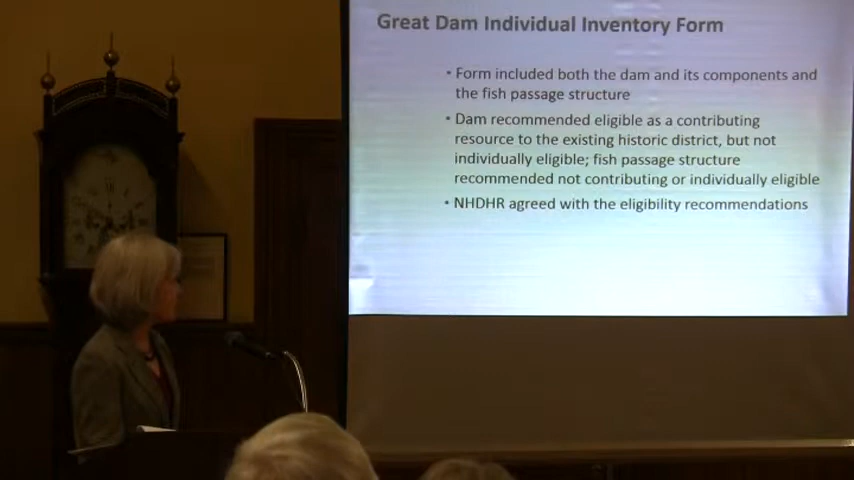 Great Dam Individual Inventory Form
• Form included both the dam and its components and
the fish passage structure
• Dam recommended eligible as a contributing
resource to the existing historic district, but not
individually eligible; fish passage structure
recommended not contributing or individually eligible
• NHDHR agreed with the eligibility recommendations